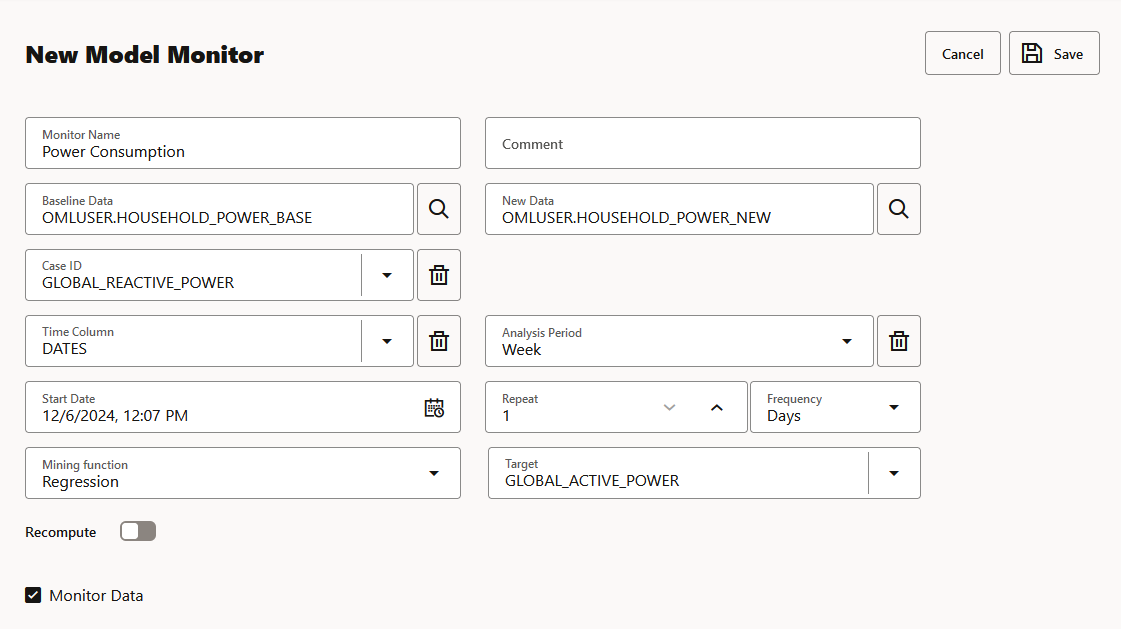 New Model Monitor
Cancel
Save
Monitor Name
Power Consumption
Comment
Baseline Data
OMLUSER.HOUSEHOLD_POWER_BASE
New Data
OMLUSER.HOUSEHOLD_POWER_NEW
Case ID
GLOBAL_REACTIVE_POWER
Time Column
DATES
Analysis Period
Week
Start Date
12/6/2024, 12:07 PM
Repeat
1
Frequency
Days
Mining function
Regression
Target
GLOBAL_ACTIVE_POWER
Recompute
Monitor Data